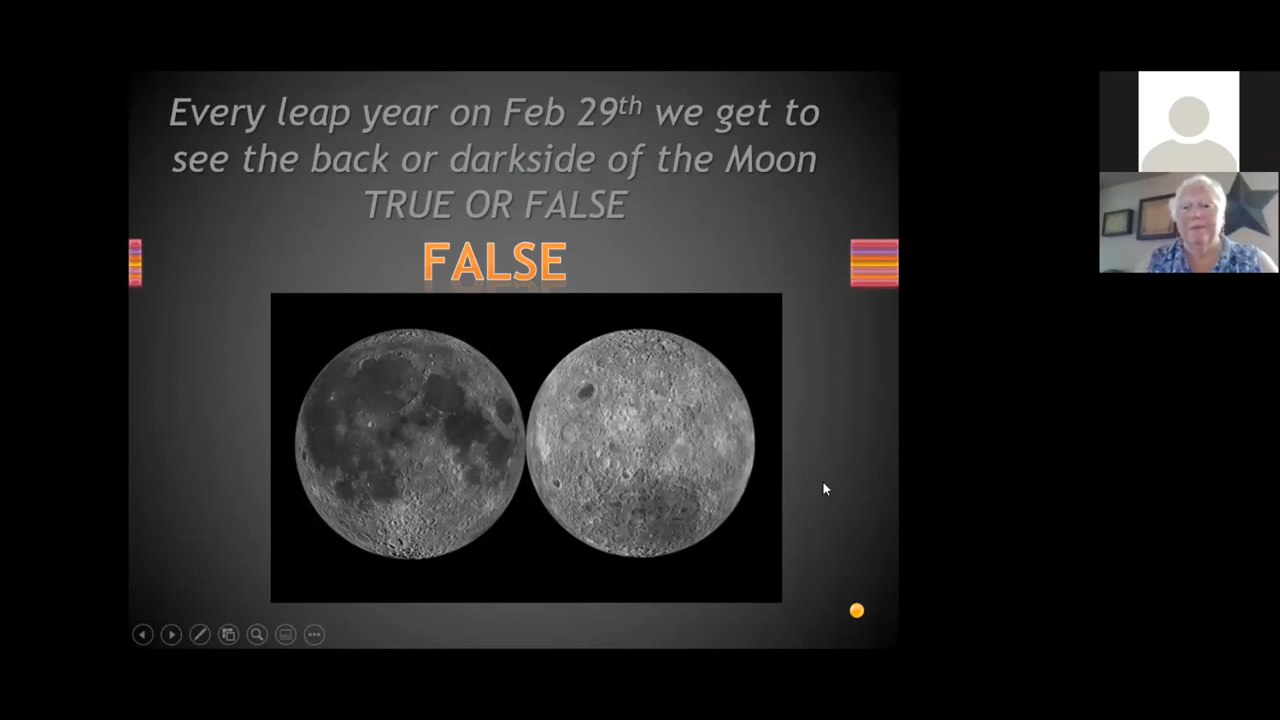 Every leap year on Feb 29th we get to
see the back or darkside of the Moon
TRUE OR FALSE
FALSE